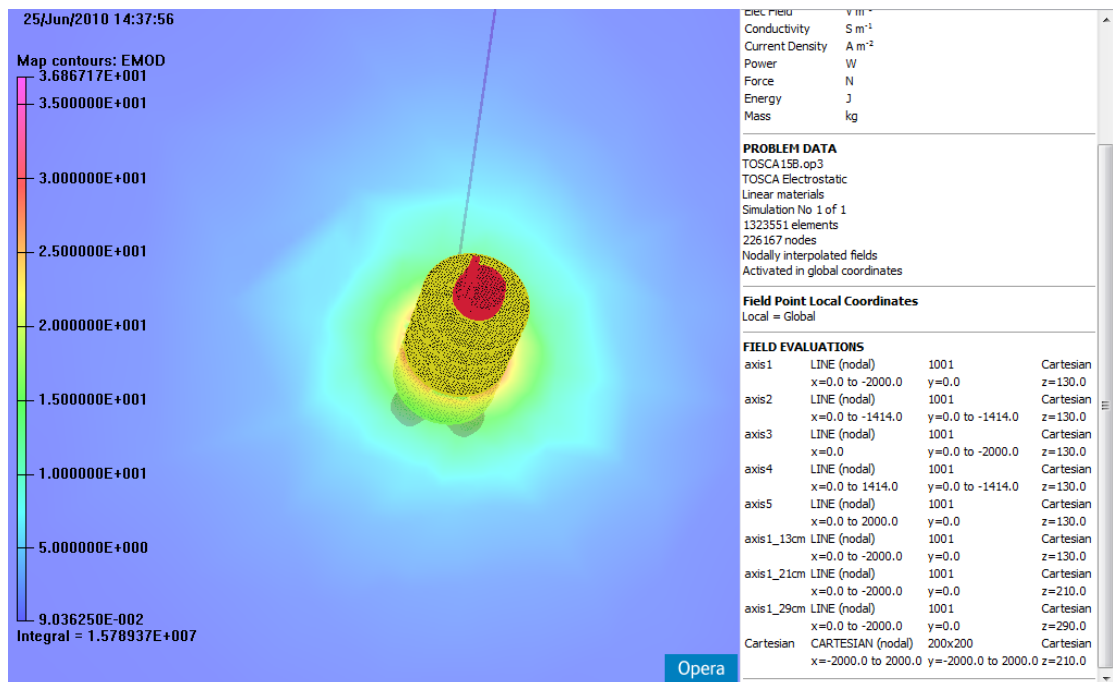 25/Jun/2010 14:37:56
Map contours: EMOD
3.686717E+001
3.500000E+001
3.000000E+001
2.500000E+001
2.000000E+001
1.500000E+001
1.000000E+001
5.000000E+000
9.036250E-002
Integral = 1.578937E+007
Opera
Elec Field V m⁻¹
Conductivity S m⁻¹
Current Density A m⁻²
Power W
Force N
Energy J
Mass kg
PROBLEM DATA
TOSCA15B.op3
TOSCA Electrostatic
Linear materials
Simulation No 1 of 1
1323551 elements
226167 nodes
Nodally interpolated fields
Activated in global coordinates
Field Point Local Coordinates
Local = Global
FIELD EVALUATIONS
axis1 LINE (nodal) 1001 Cartesian
x=0.0 to -2000.0 y=0.0 z=130.0
axis2 LINE (nodal) 1001 Cartesian
x=0.0 to -1414.0 y=0.0 to -1414.0 z=130.0
axis3 LINE (nodal) 1001 Cartesian
x=0.0 y=0.0 to -2000.0 z=130.0
axis4 LINE (nodal) 1001 Cartesian
x=0.0 to 1414.0 y=0.0 to -1414.0 z=130.0
axis5 LINE (nodal) 1001 Cartesian
x=0.0 to 2000.0 y=0.0 z=130.0
axis1_13cm LINE (nodal) 1001 Cartesian
x=0.0 to -2000.0 y=0.0 z=130.0
axis1_21cm LINE (nodal) 1001 Cartesian
x=0.0 to -2000.0 y=0.0 z=210.0
axis1_29cm LINE (nodal) 1001 Cartesian
x=0.0 to -2000.0 y=0.0 z=290.0
Cartesian CARTESIAN (nodal) 200x200 Cartesian
x=-2000.0 to 2000.0 y=-2000.0 to 2000.0 z=210.0